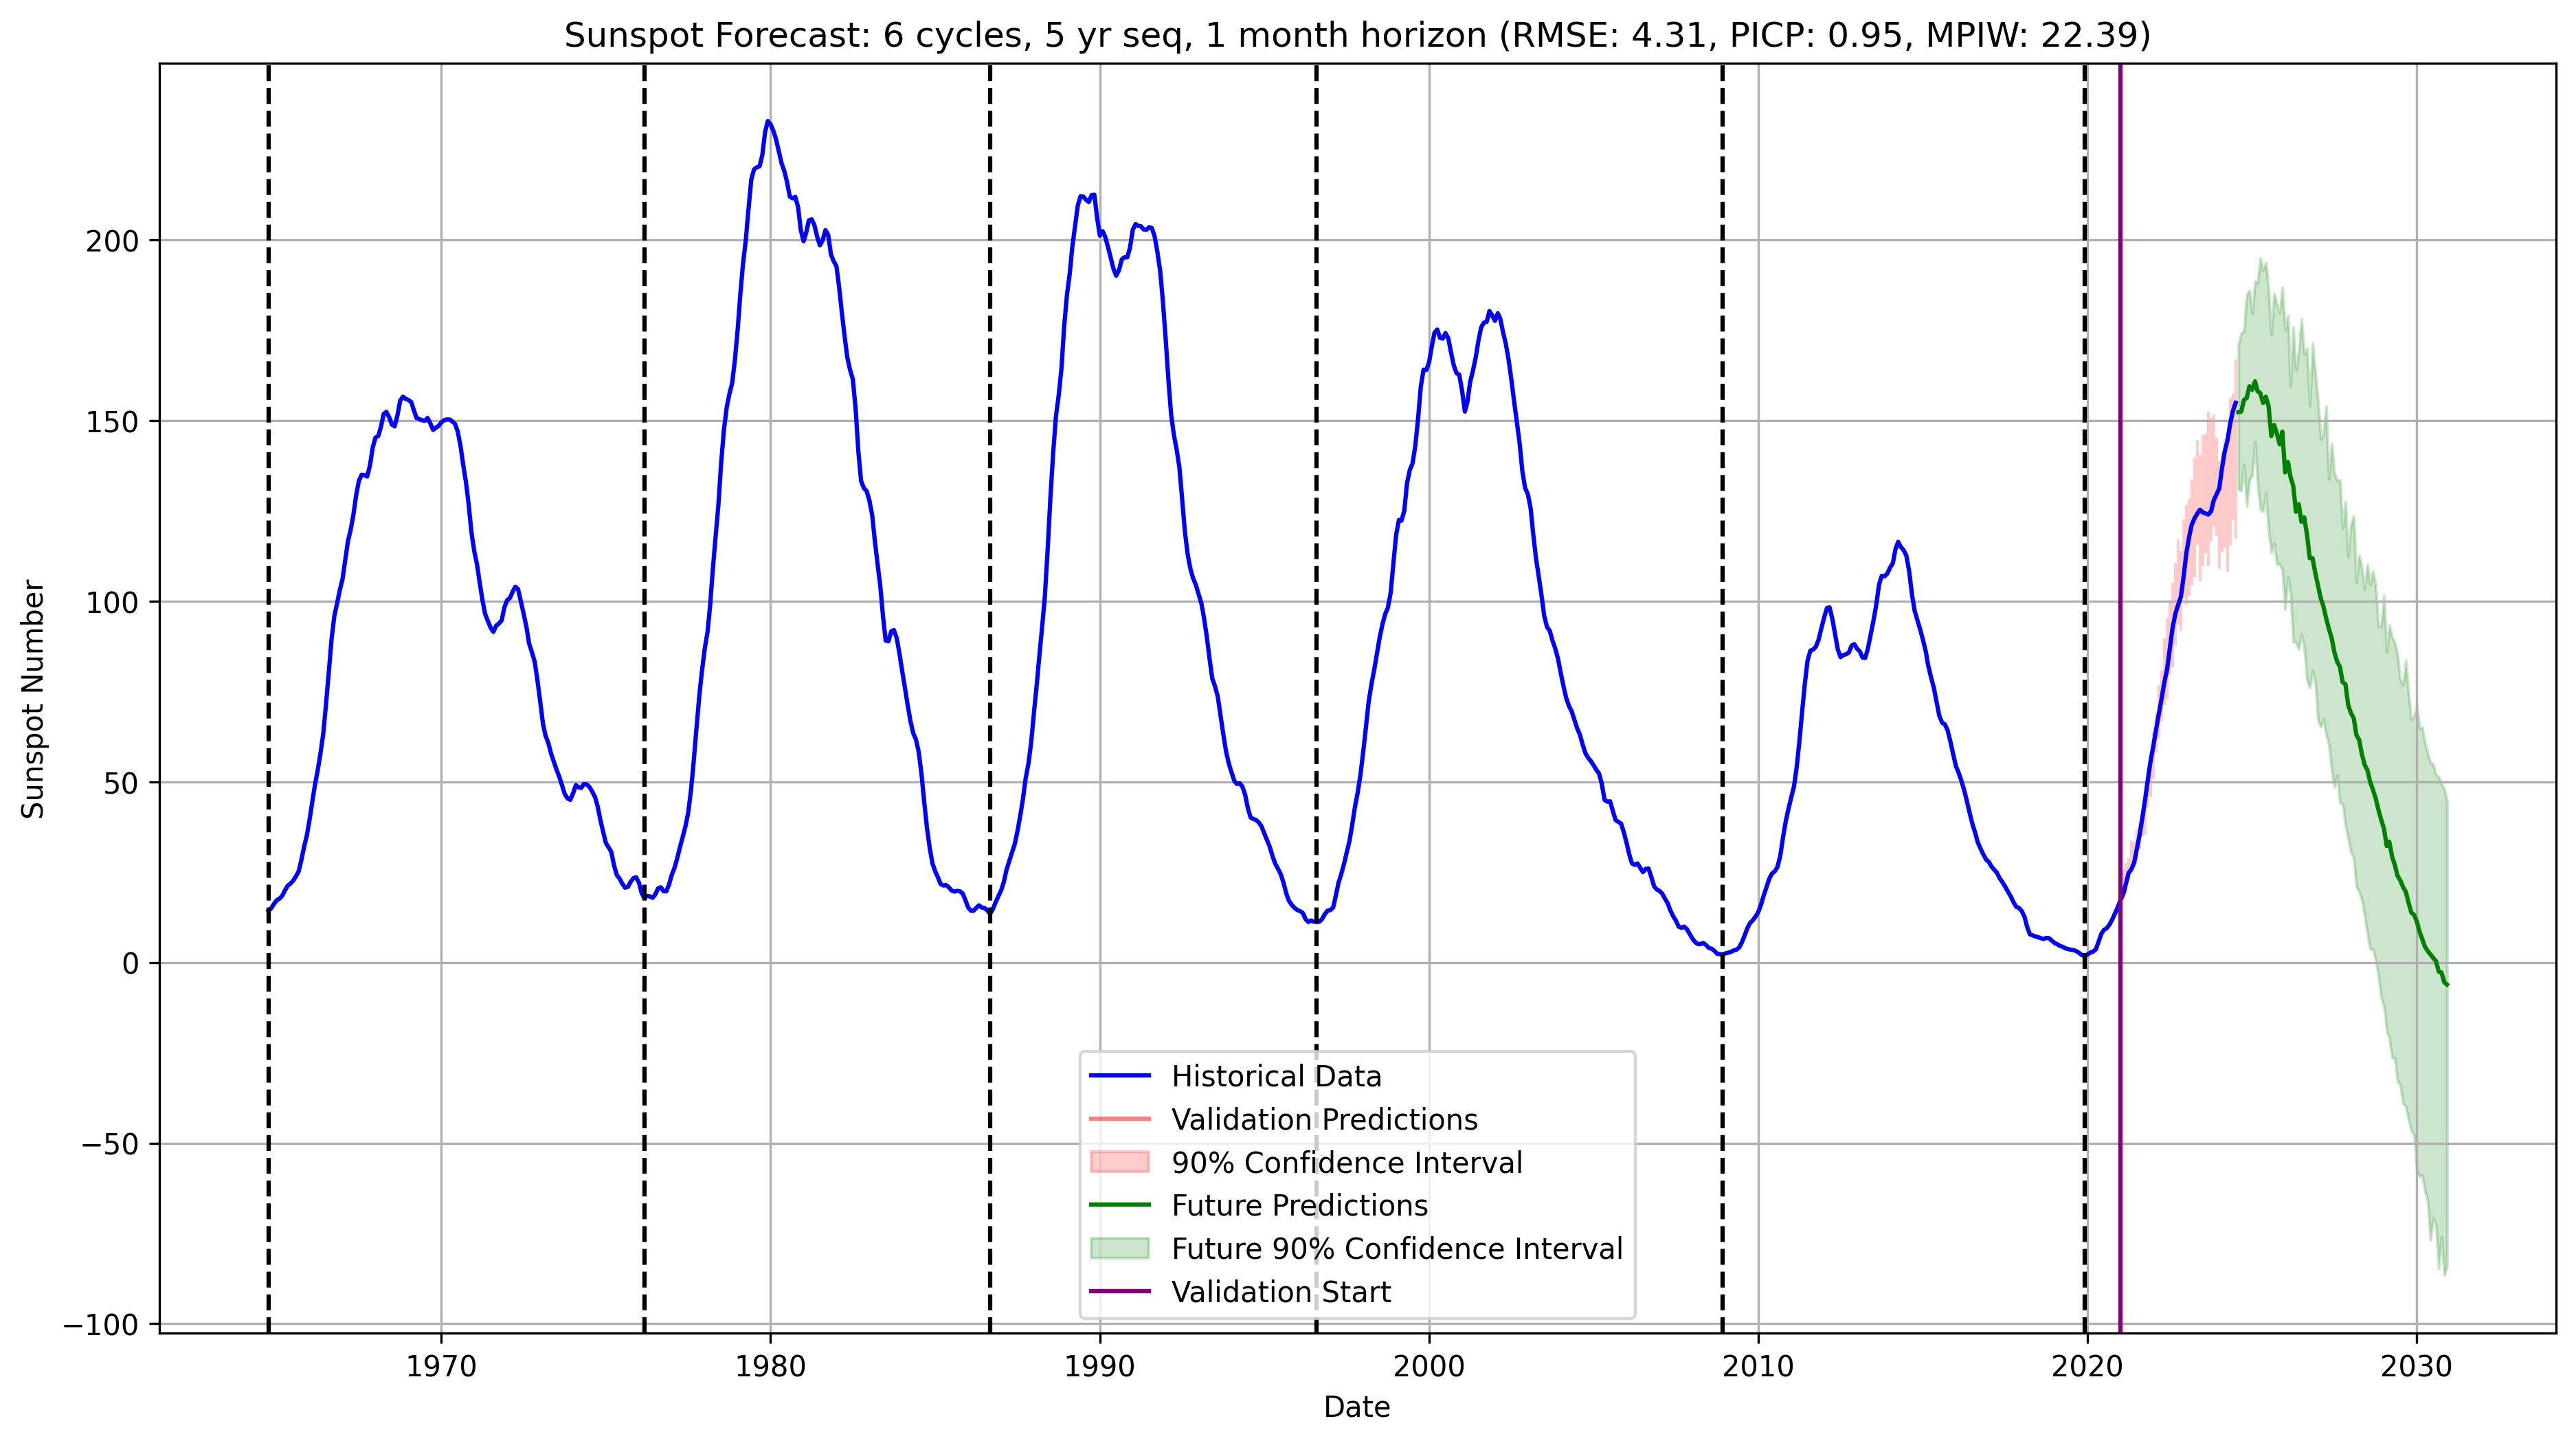 Sunspot Forecast: 6 cycles, 5 yr seq, 1 month horizon (RMSE: 4.31, PICP: 0.95, MPIW: 22.39)
Sunspot Number
200
150
100
50
0
−50
−100
Historical Data
Validation Predictions
90% Confidence Interval
Future Predictions
Future 90% Confidence Interval
Validation Start
1970 1980 1990 2000 2010 2020 2030
Date